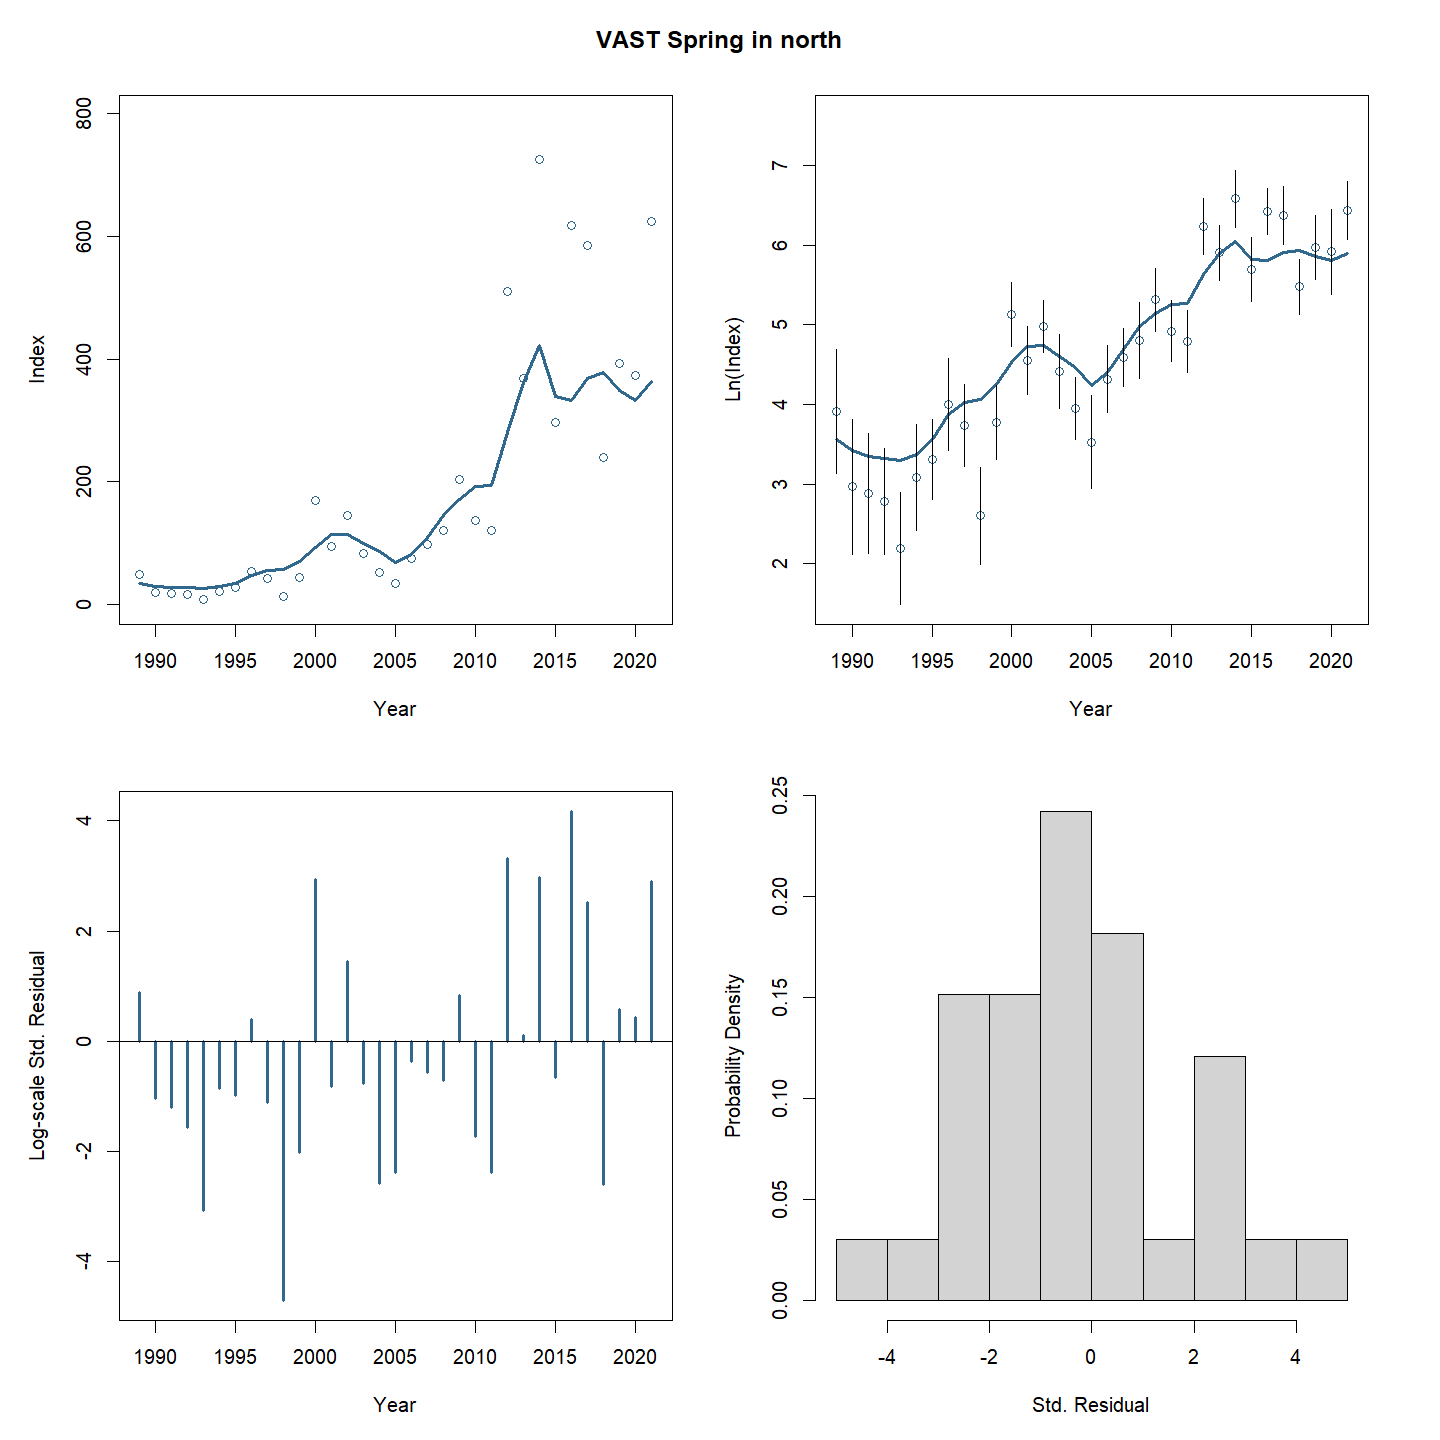 VAST Spring in north
Index
0 200 400 600 800
1990 1995 2000 2005 2010 2015 2020
Year
Ln(Index)
2 3 4 5 6 7
1990 1995 2000 2005 2010 2015 2020
Year
Log-scale Std. Residual
-4 -2 0 2 4
1990 1995 2000 2005 2010 2015 2020
Year
Probability Density
0.00 0.05 0.10 0.15 0.20 0.25
-4 -2 0 2 4
Std. Residual